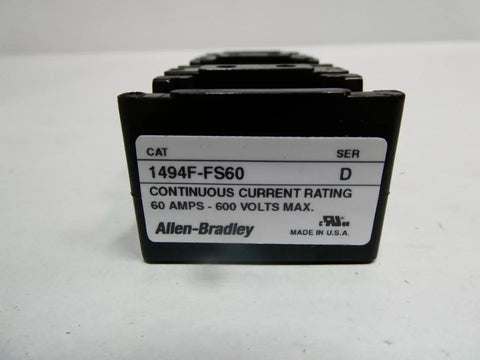 CAT SER
1494F-FS60 D
CONTINUOUS CURRENT RATING
60 AMPS - 600 VOLTS MAX.
Allen-Bradley MADE IN U.S.A.